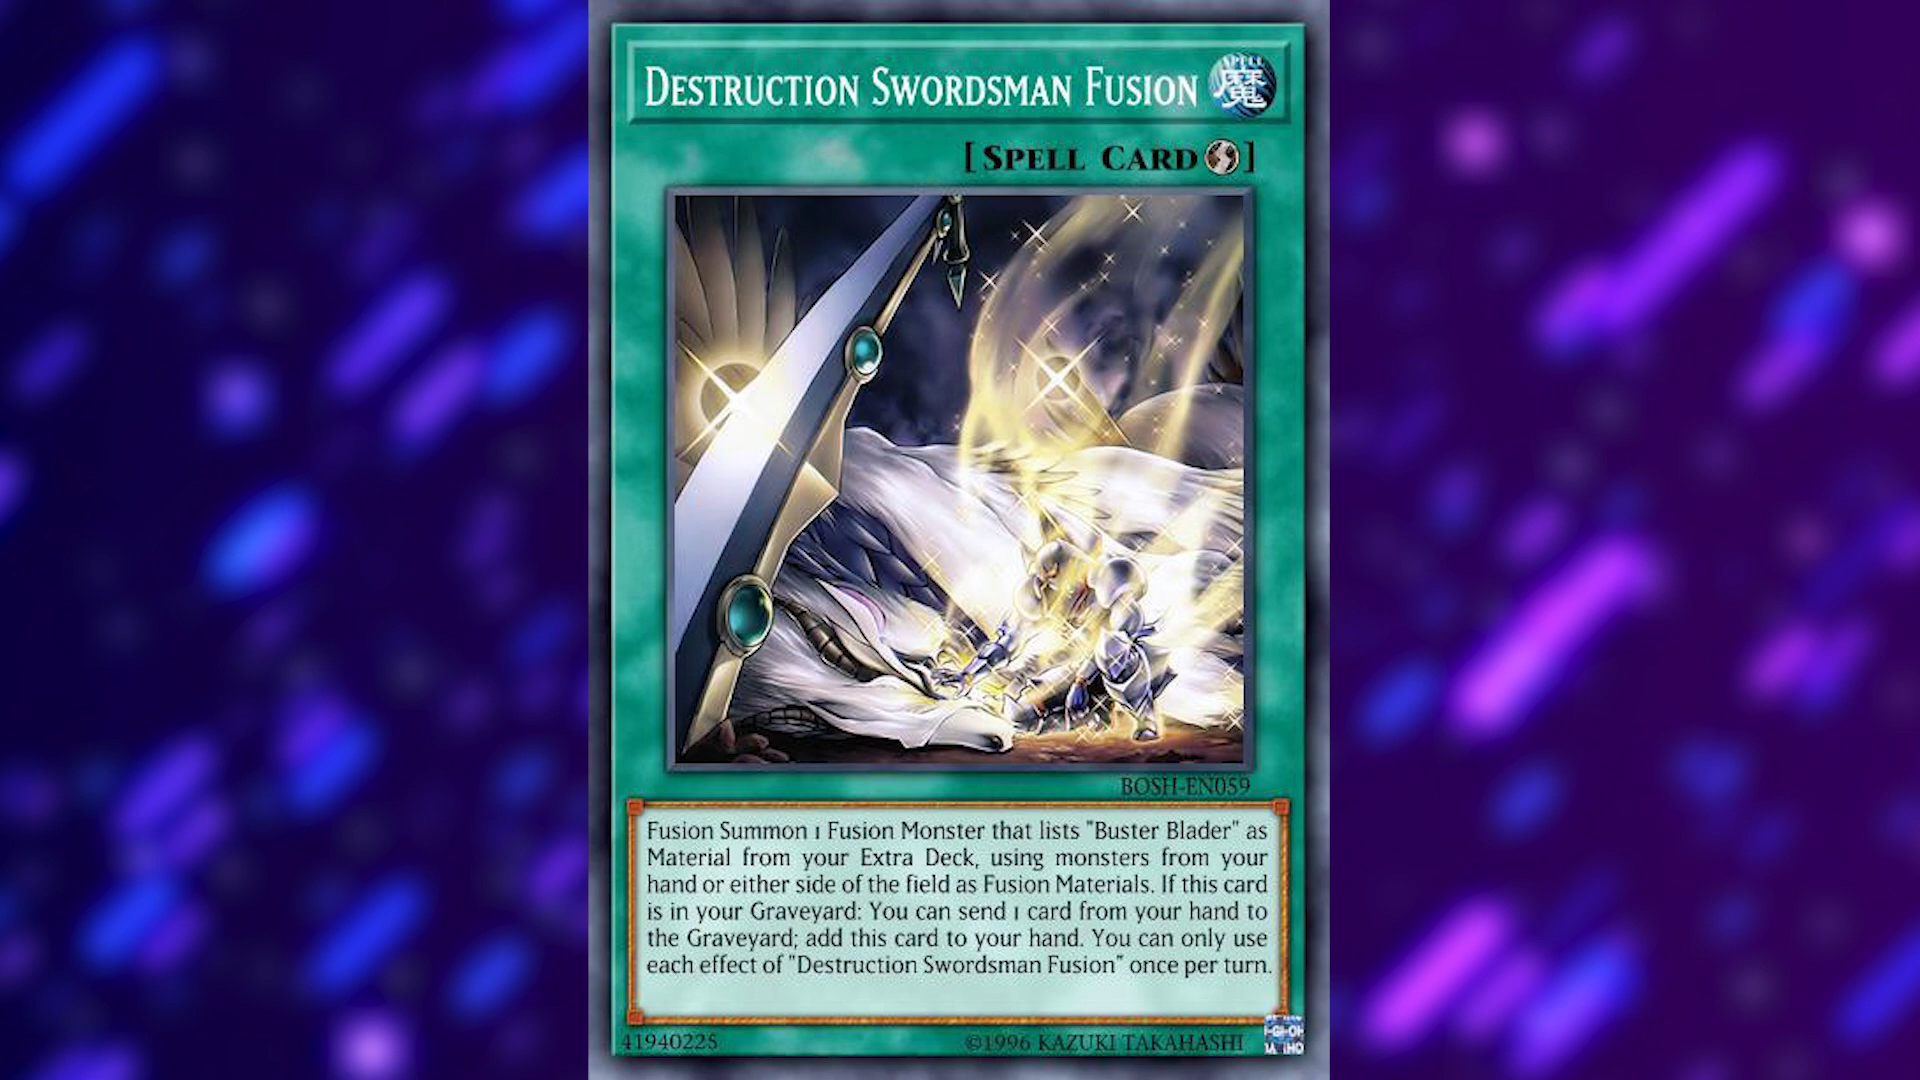 DESTRUCTION SWORDSMAN FUSION
SPELL
魔
[ SPELL CARD ]
BOSH-EN059
Fusion Summon 1 Fusion Monster that lists "Buster Blader" as
Material from your Extra Deck, using monsters from your
hand or either side of the field as Fusion Materials. If this card
is in your Graveyard: You can send 1 card from your hand to
the Graveyard; add this card to your hand. You can only use
each effect of "Destruction Swordsman Fusion" once per turn.
41940225
©1996 KAZUKI TAKAHASHI